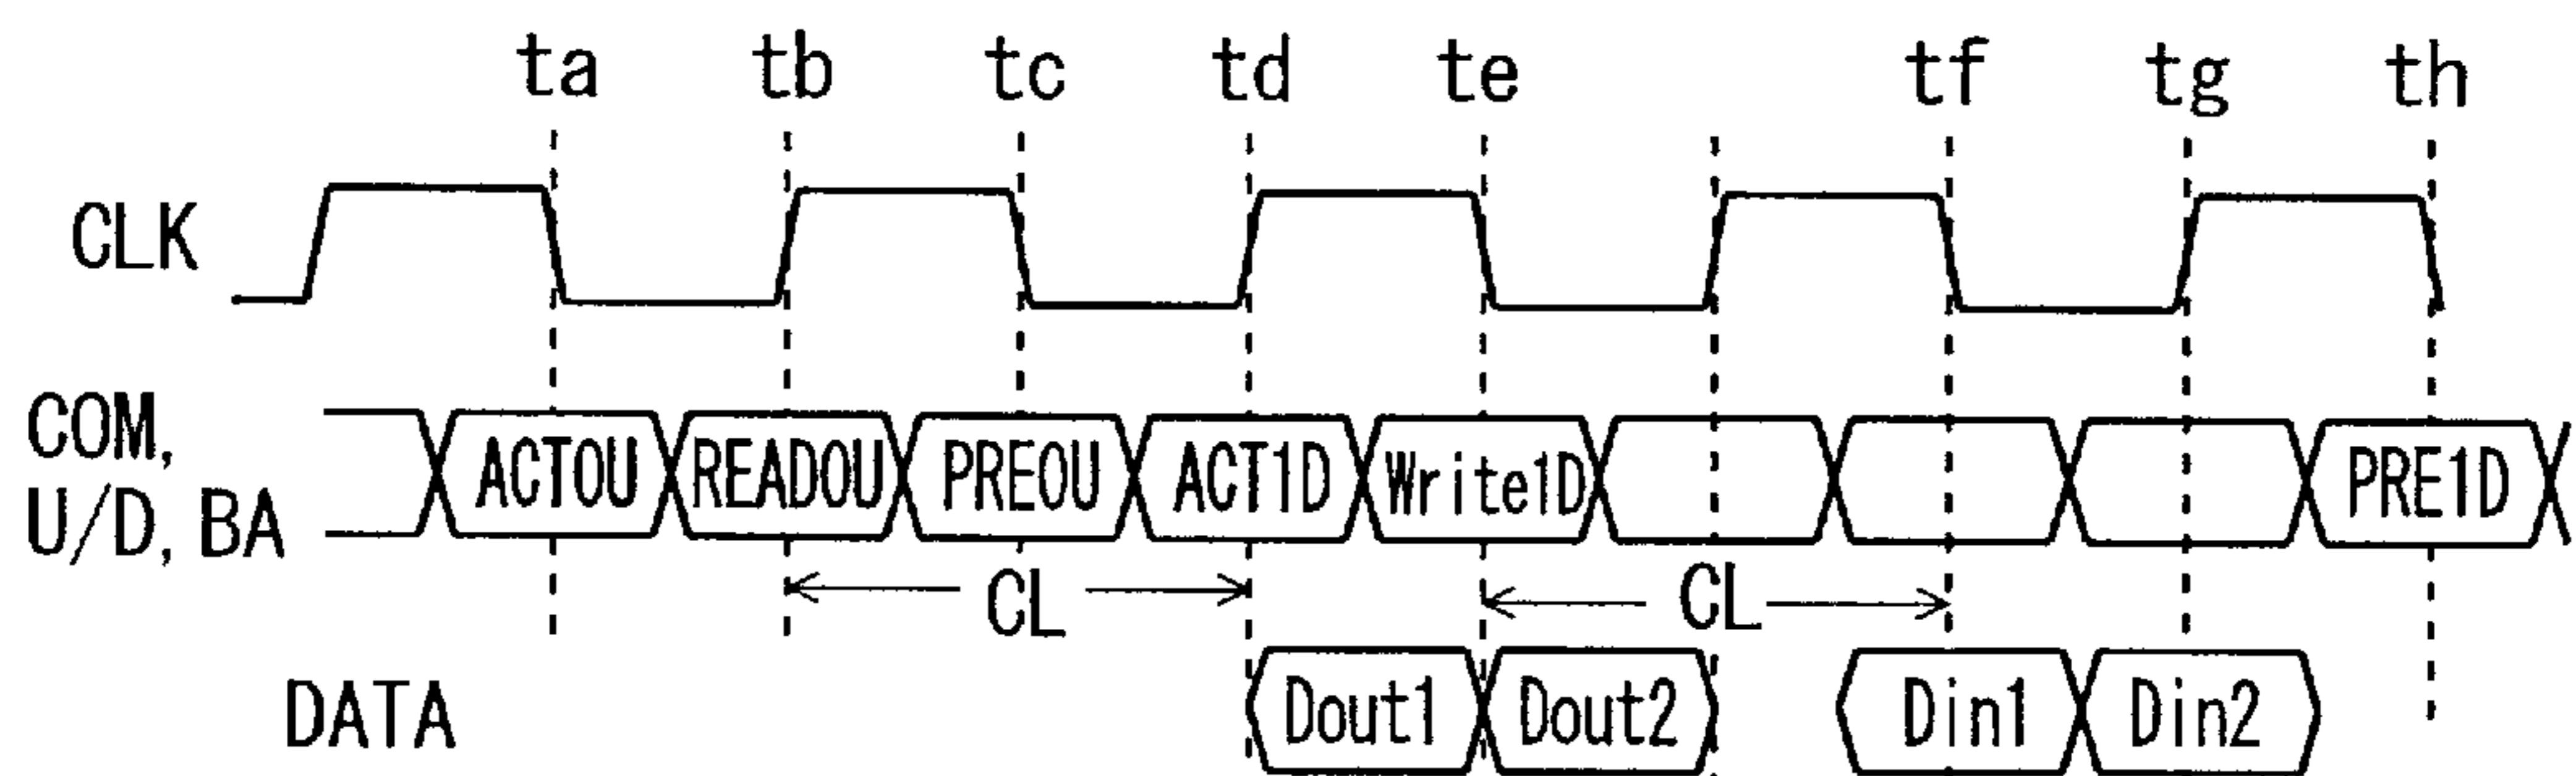 ta tb tc td te tf tg th
CLK
COM,
U/D, BA
ACTOU READOU PREOU ACT1D Write1D PRE1D
CL CL
DATA
Dout1 Dout2 Din1 Din2